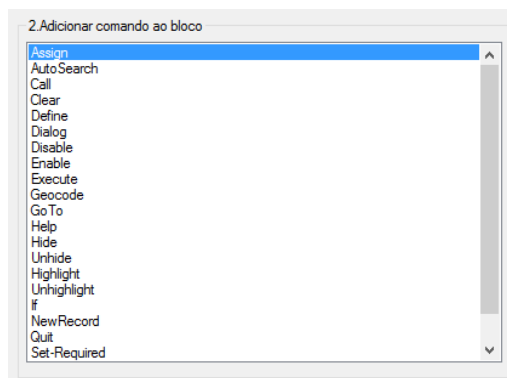 2.Adicionar comando ao bloco
Assign
AutoSearch
Call
Clear
Define
Dialog
Disable
Enable
Execute
Geocode
GoTo
Help
Hide
Unhide
Highlight
Unhighlight
If
NewRecord
Quit
Set-Required